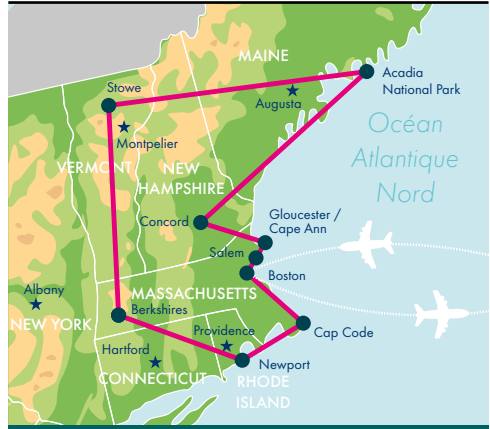 MAINE
Acadia
National Park
Stowe
Augusta
Océan
Atlantique
Nord
Montpelier
VERMONT
NEW
HAMPSHIRE
Concord
Gloucester /
Cape Ann
Salem
Boston
Albany
MASSACHUSETTS
Berkshires
NEW YORK
Providence
Cap Code
Hartford
Newport
CONNECTICUT
RHODE
ISLAND